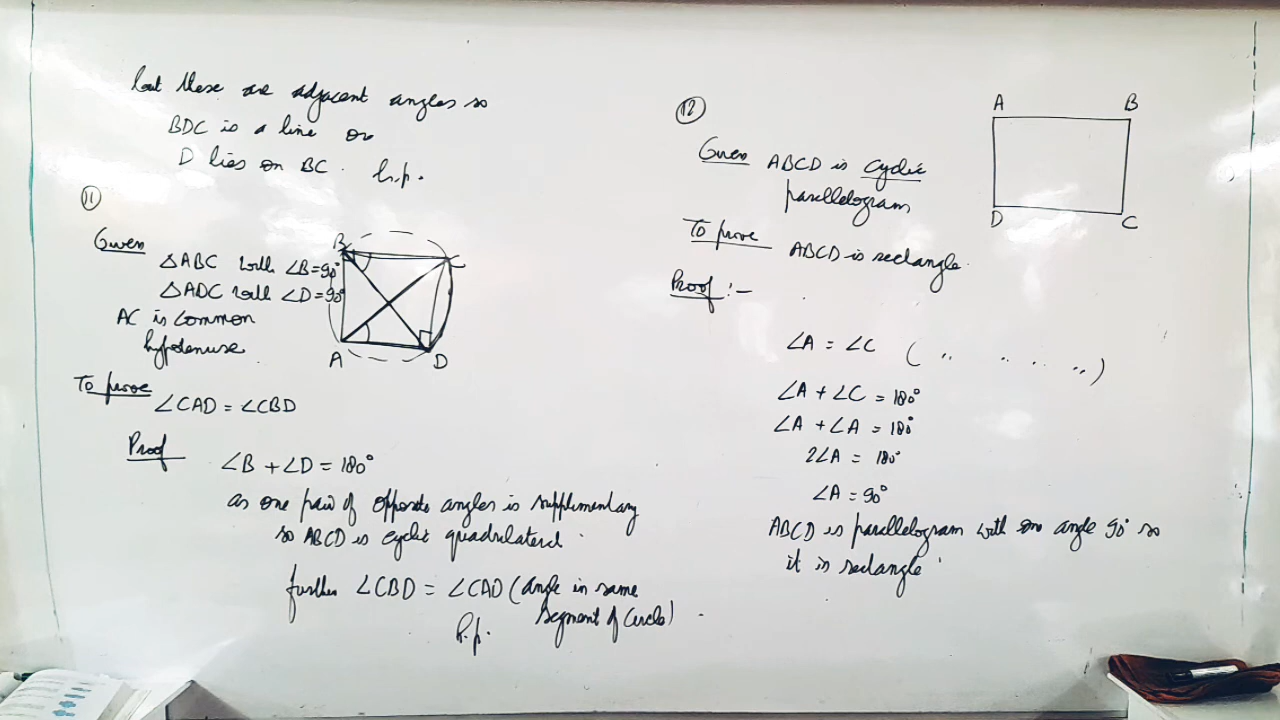 but these are adjacent angles so
BDC is a line or
D lies on BC. h.p.
11
Given
△ABC with ∠B=90°
△ADC with ∠D=90°
AC is common
hypotenuse
B
C
A
D
To prove
∠CAD = ∠CBD
Proof
∠B + ∠D = 180°
as one pair of opposite angles is supplementary
so ABCD is cyclic quadrilateral.
further ∠CBD = ∠CAD (angle in same
segment of circle)
h.p.
12
A B
D C
Given ABCD is cyclic
parallelogram
To prove ABCD is rectangle.
Proof :-
∠A = ∠C ( ,, ,, ,, ,, )
∠A + ∠C = 180°
∠A + ∠A = 180°
2∠A = 180°
∠A = 90°
ABCD is parallelogram with one angle 90° so
it is rectangle